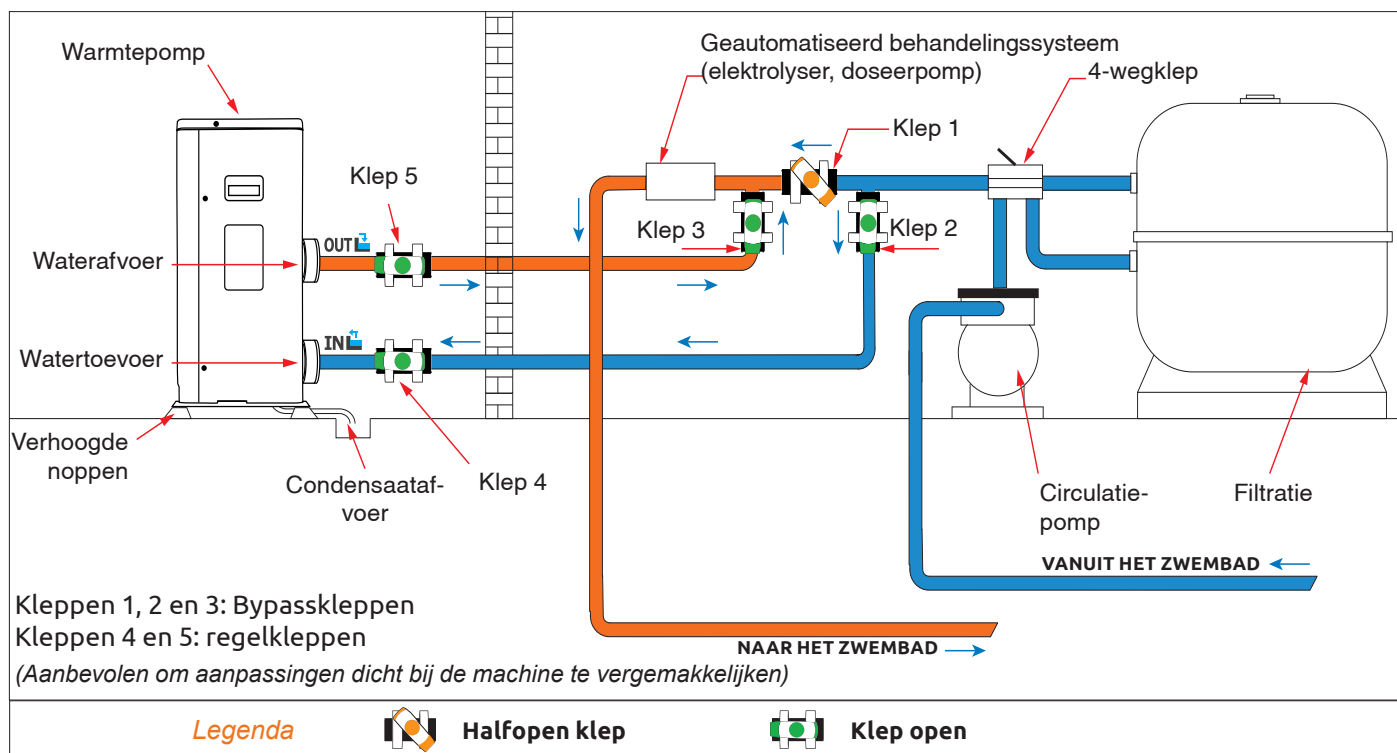 Warmtepomp
Geautomatiseerd behandelingssysteem
(elektrolyser, doseerpomp)
4-wegklep
Klep 1
Klep 5
Klep 3
Klep 2
OUT
Waterafvoer
IN
Watertoevoer
Verhoogde
noppen
Condensaataf-
voer
Klep 4
Circulatie-
pomp
Filtratie
VANUIT HET ZWEMBAD
Kleppen 1, 2 en 3: Bypasskleppen
Kleppen 4 en 5: regelkleppen
NAAR HET ZWEMBAD
(Aanbevolen om aanpassingen dicht bij de machine te vergemakkelijken)
Legenda
Halfopen klep
Klep open